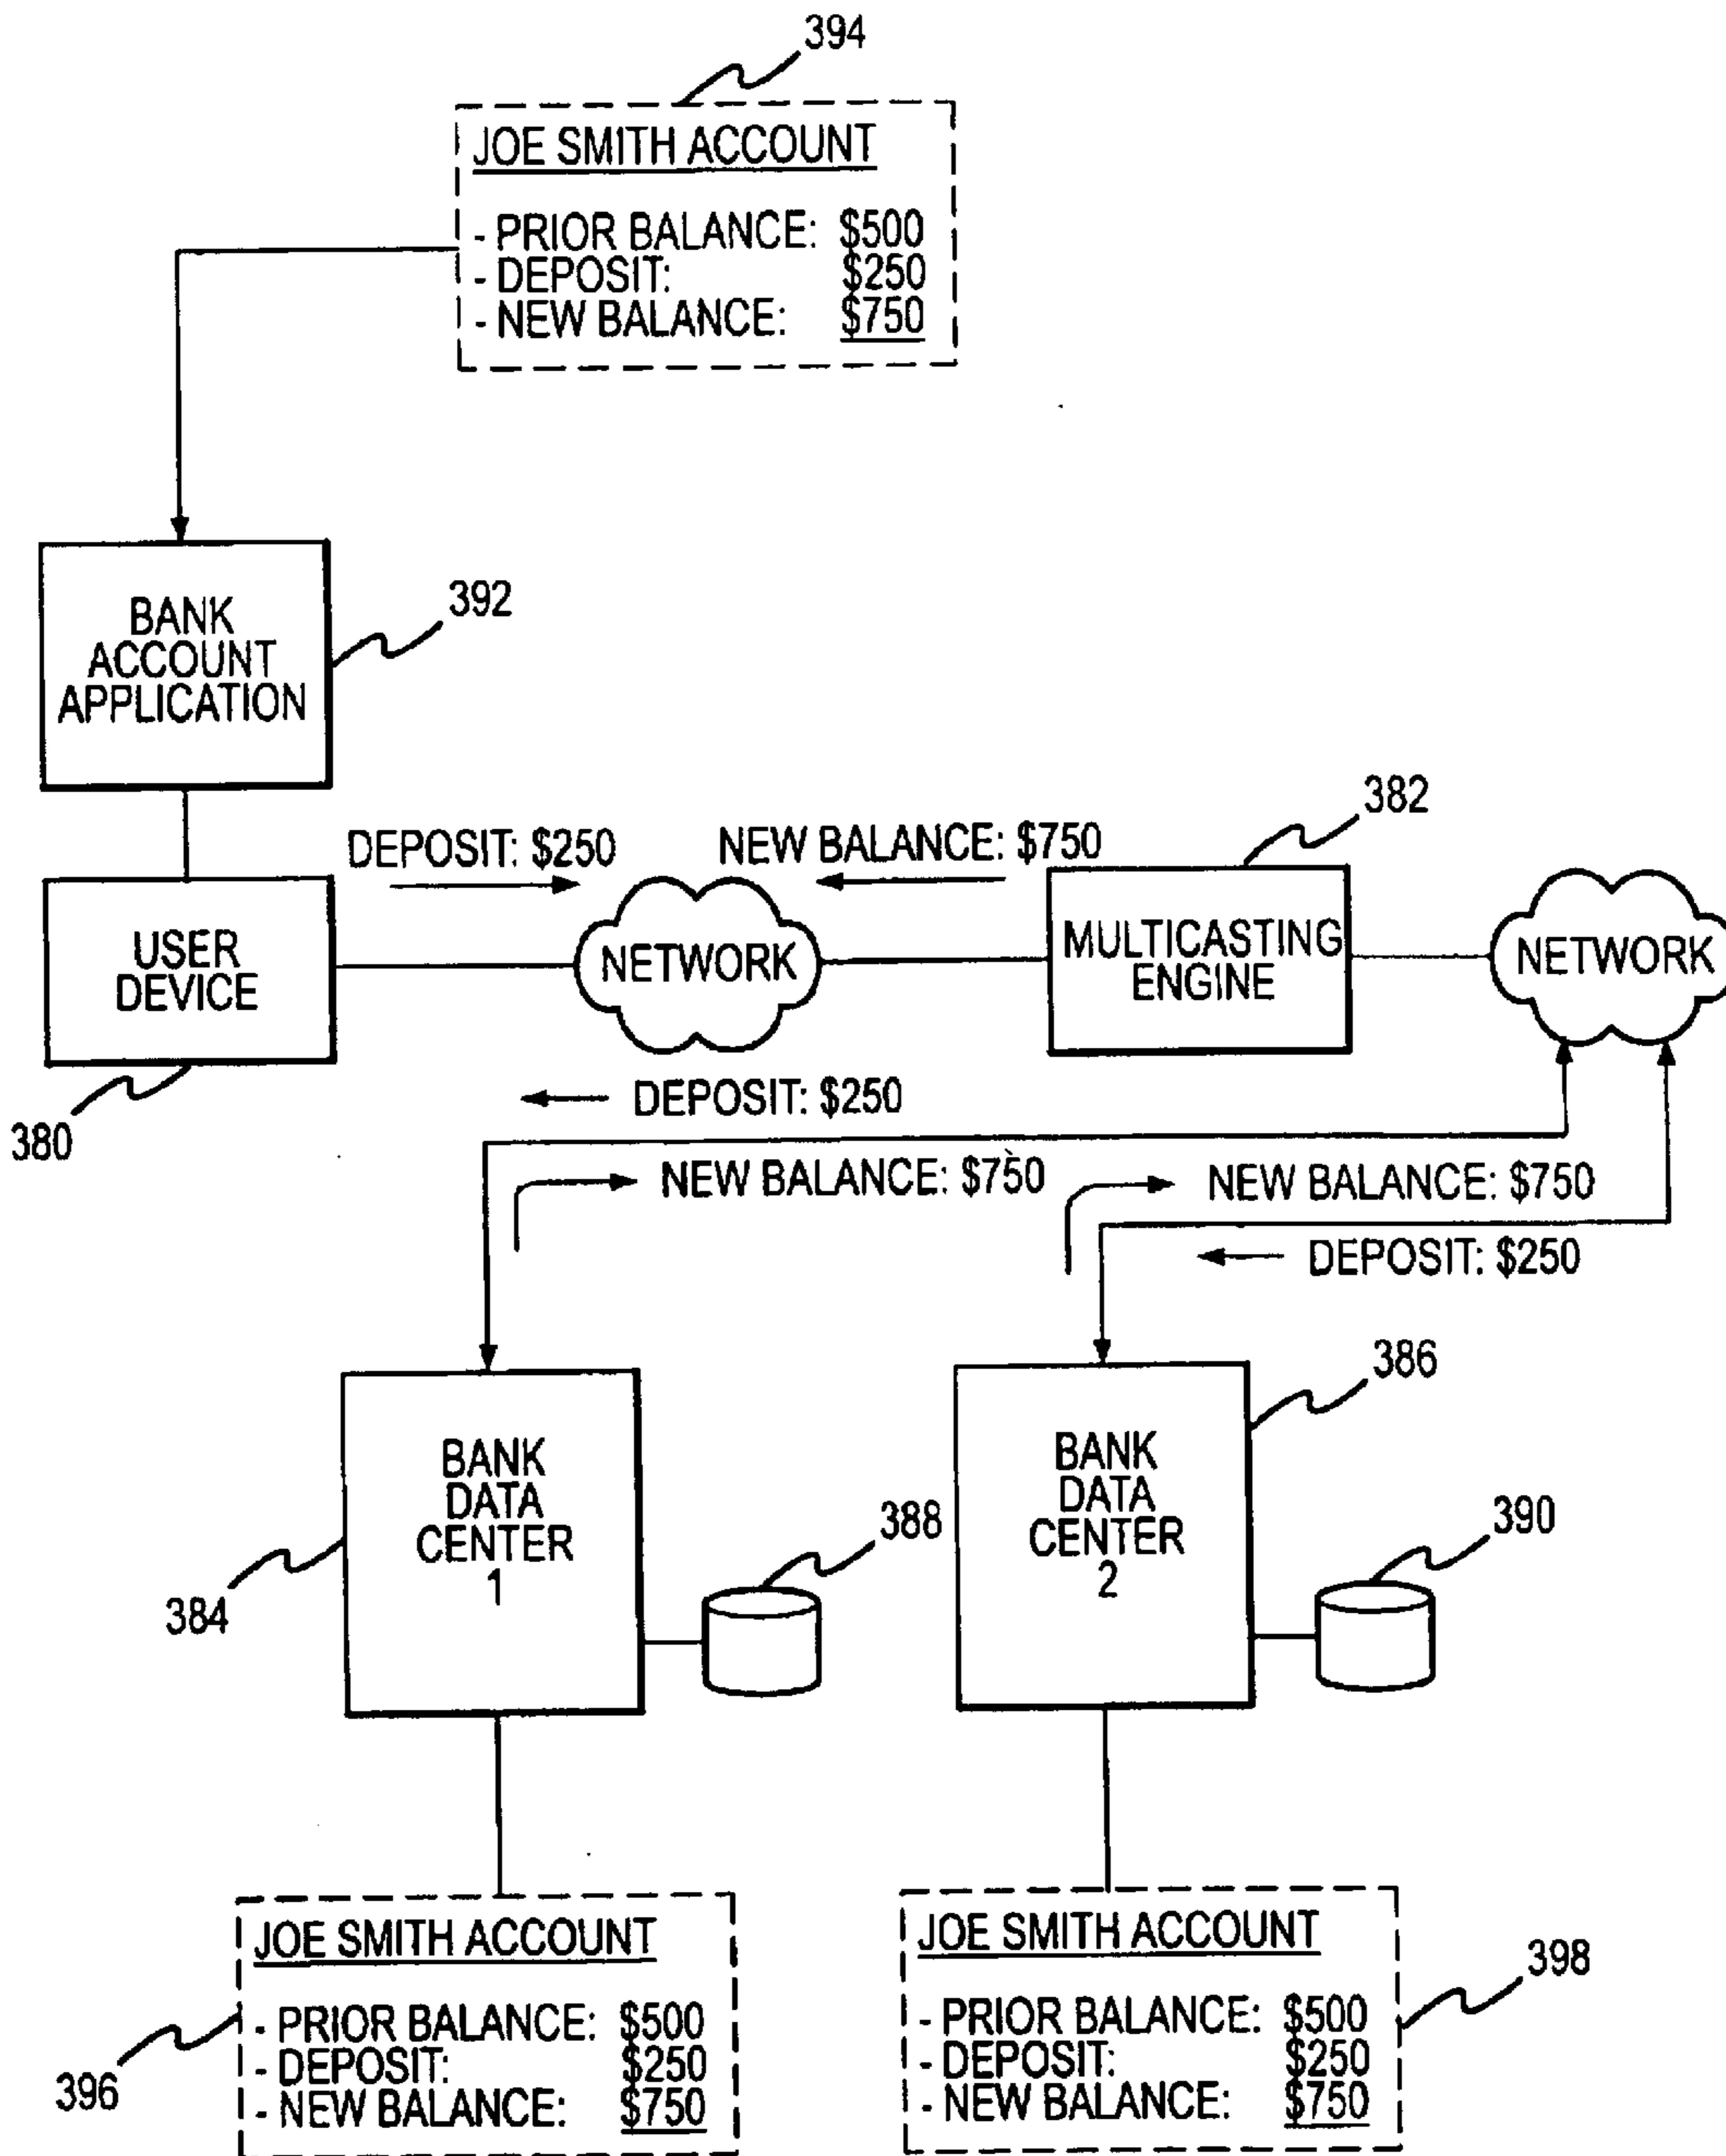 394
JOE SMITH ACCOUNT
- PRIOR BALANCE: $500
- DEPOSIT: $250
- NEW BALANCE: $750
BANK
ACCOUNT
APPLICATION
392
DEPOSIT: $250
NEW BALANCE: $750
382
USER
DEVICE
NETWORK
MULTICASTING
ENGINE
NETWORK
380
DEPOSIT: $250
NEW BALANCE: $750
NEW BALANCE: $750
DEPOSIT: $250
386
BANK
DATA
CENTER
1
384
388
BANK
DATA
CENTER
2
390
JOE SMITH ACCOUNT
- PRIOR BALANCE: $500
- DEPOSIT: $250
- NEW BALANCE: $750
396
JOE SMITH ACCOUNT
- PRIOR BALANCE: $500
- DEPOSIT: $250
- NEW BALANCE: $750
398